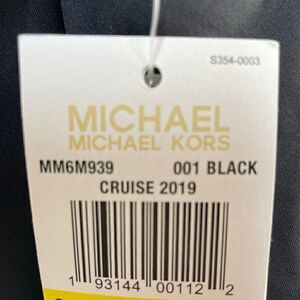 S354-0003
MICHAEL
MICHAEL KORS
MM6M939 001 BLACK
CRUISE 2019
1 93144 00112 2